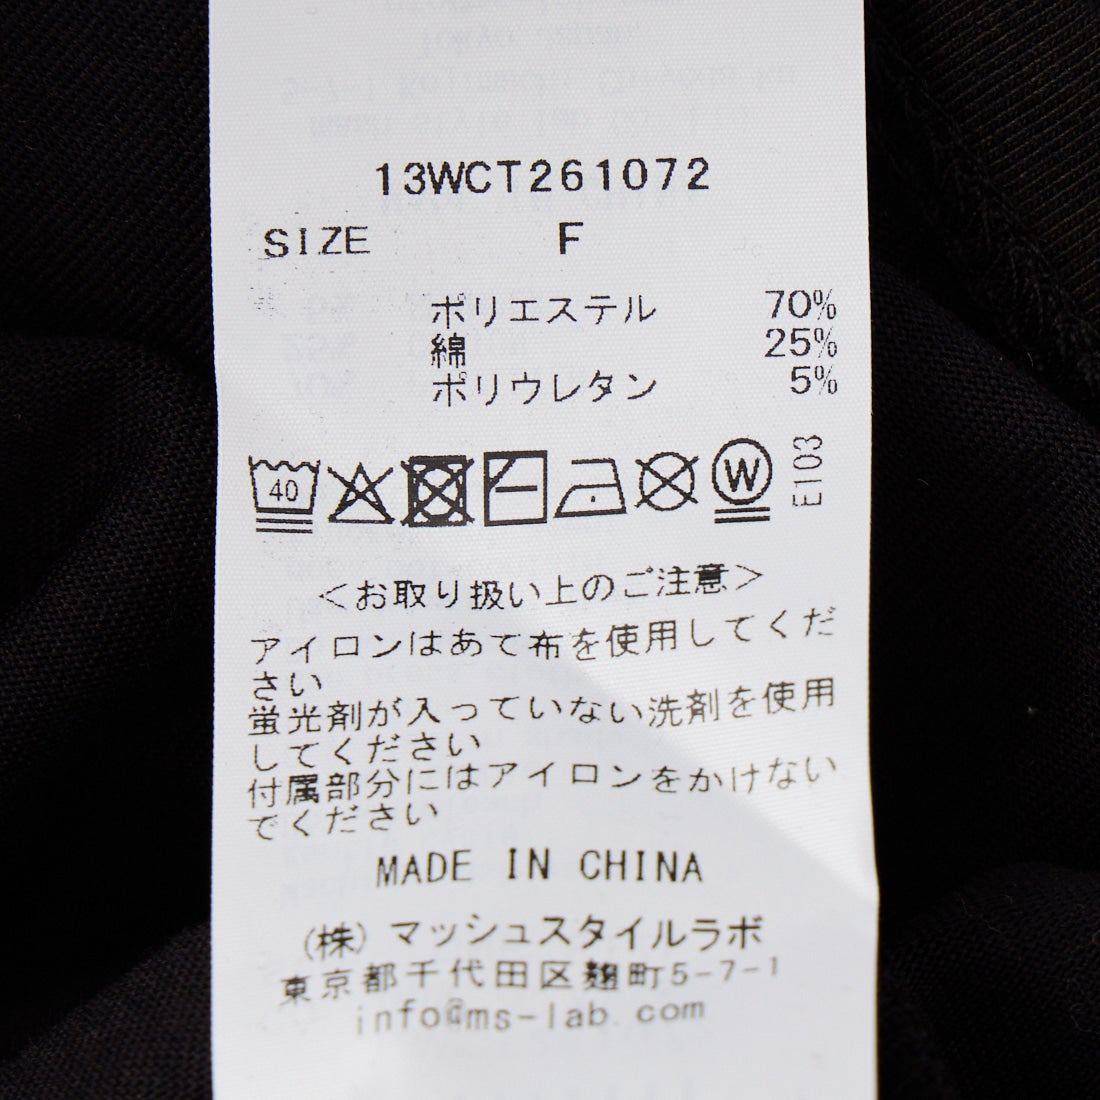 13WCT261072
SIZE F
ポリエステル 70%
綿 25%
ポリウレタン 5%
40 W E103
<お取り扱い上のご注意>
アイロンはあて布を使用してくだ
さい
蛍光剤が入っていない洗剤を使用
してください
付属部分にはアイロンをかけない
でください
MADE IN CHINA
(株)マッシュスタイルラボ
東京都千代田区麹町5-7-1
info@ms-lab.com